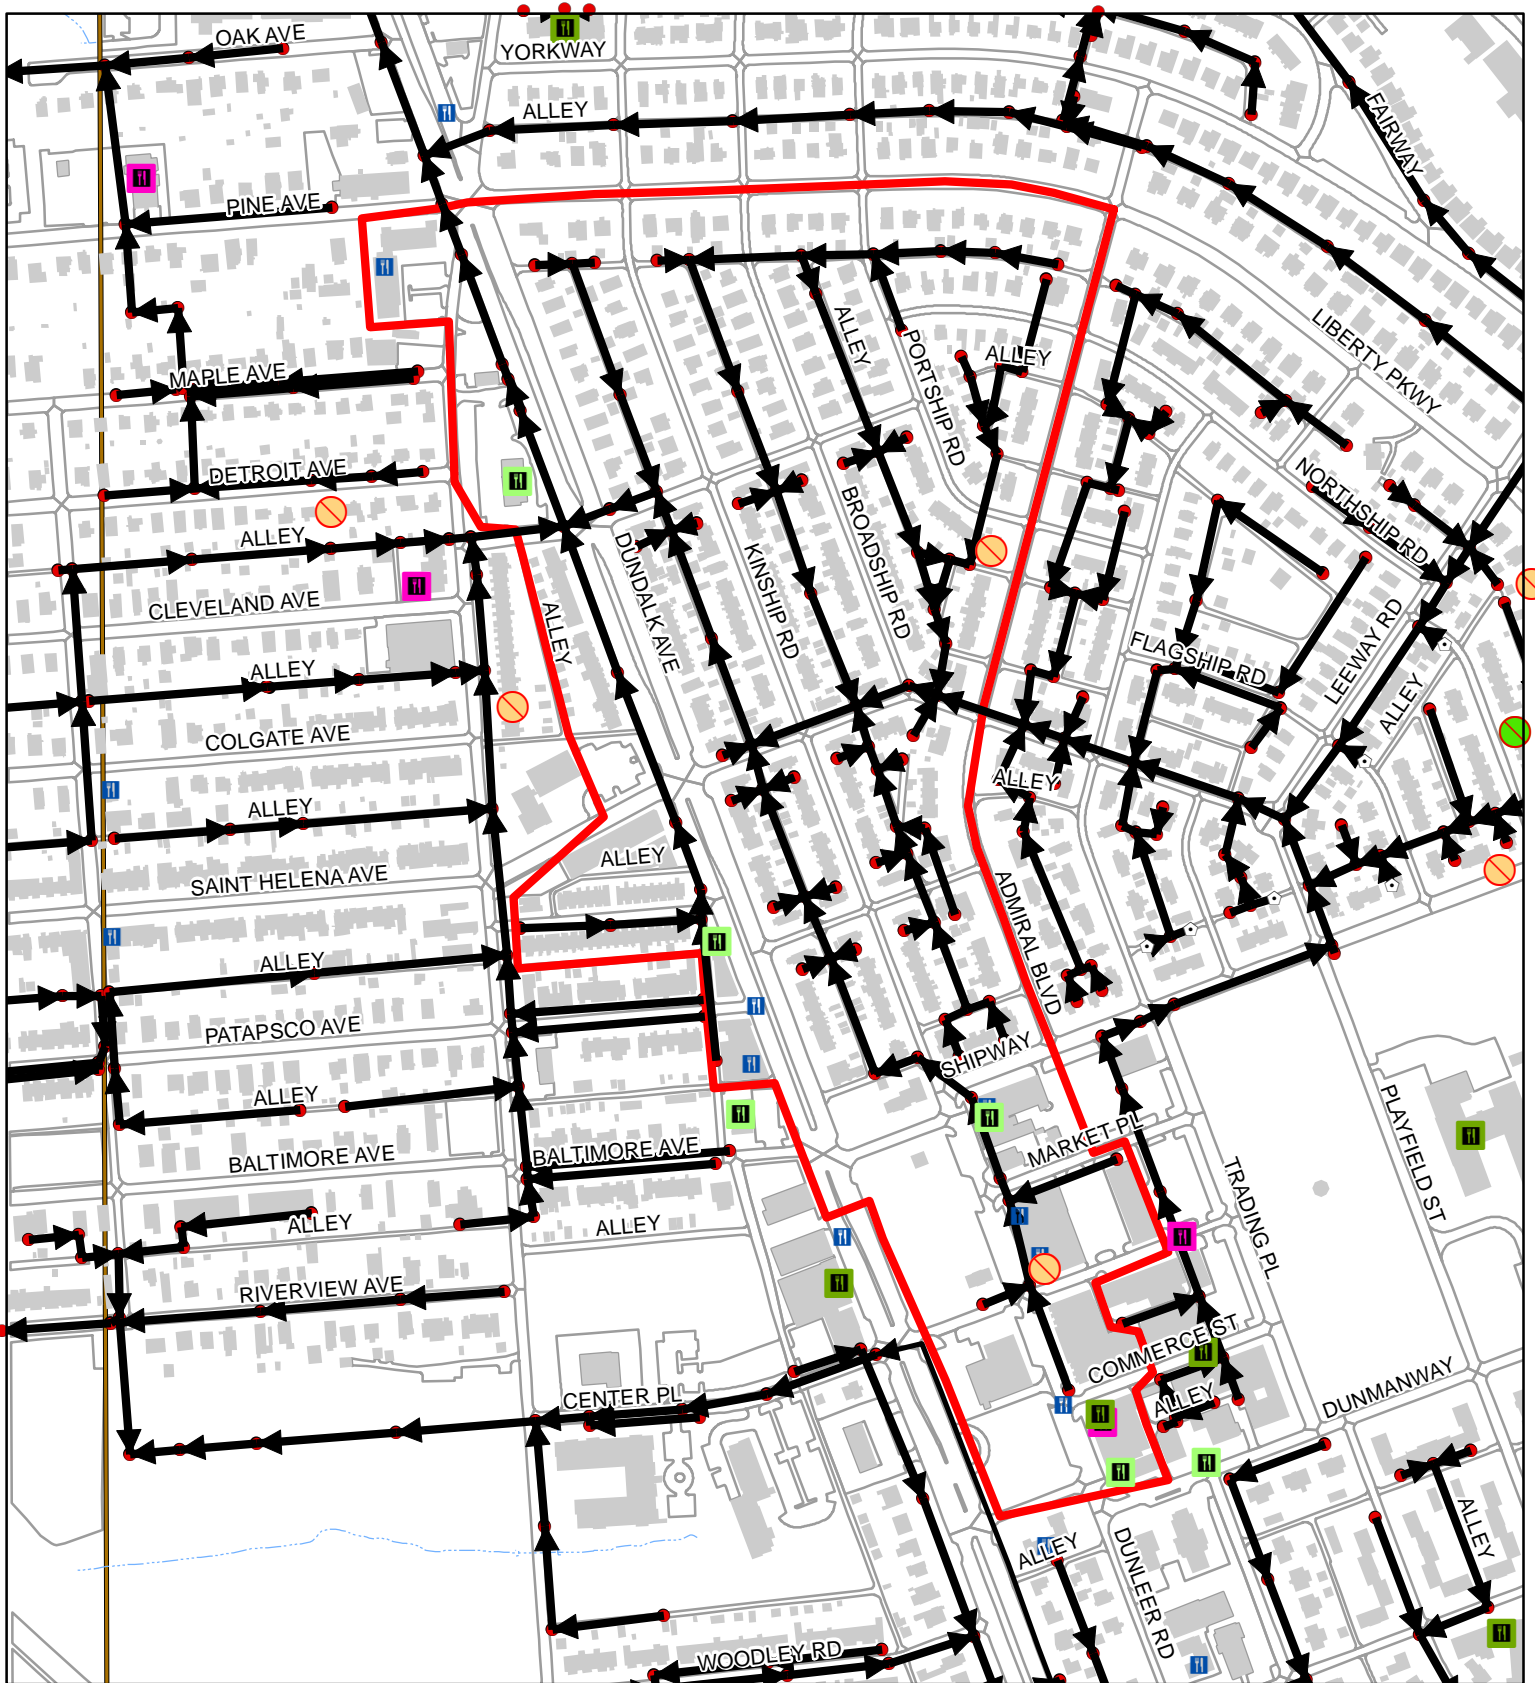 OAK AVE
YORKWAY
ALLEY
FAIRWAY
PINE AVE
ALLEY
PORTSHIP RD
ALLEY
LIBERTY PKWY
MAPLE AVE
DETROIT AVE
NORTHSHIP RD
BROADSHIP RD
ALLEY
DUNDALK AVE
KINSHIP RD
CLEVELAND AVE
ALLEY
LEEWAY RD
FLAGSHIP RD
ALLEY
ALLEY
COLGATE AVE
ALLEY
ALLEY
ALLEY
SAINT HELENA AVE
ADMIRAL BLVD
ALLEY
PATAPSCO AVE
SHIPWAY
ALLEY
PLAYFIELD ST
MARKET PL
BALTIMORE AVE
BALTIMORE AVE
TRADING PL
ALLEY
ALLEY
RIVERVIEW AVE
COMMERCE ST
CENTER PL
ALLEY
DUNMANWAY
ALLEY
ALLEY
DUNLEER RD
WOODLEY RD